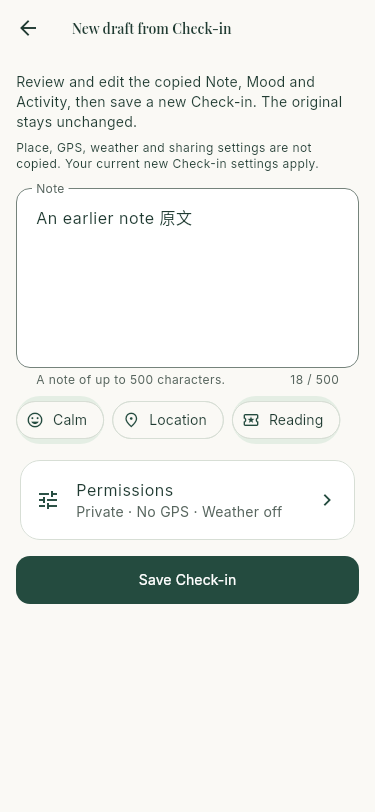 New draft from Check-in
Review and edit the copied Note, Mood and
Activity, then save a new Check-in. The original
stays unchanged.
Place, GPS, weather and sharing settings are not
copied. Your current new Check-in settings apply.
Note
An earlier note 原文
A note of up to 500 characters.
18 / 500
Calm
Location
Reading
Permissions
Private · No GPS · Weather off
Save Check-in